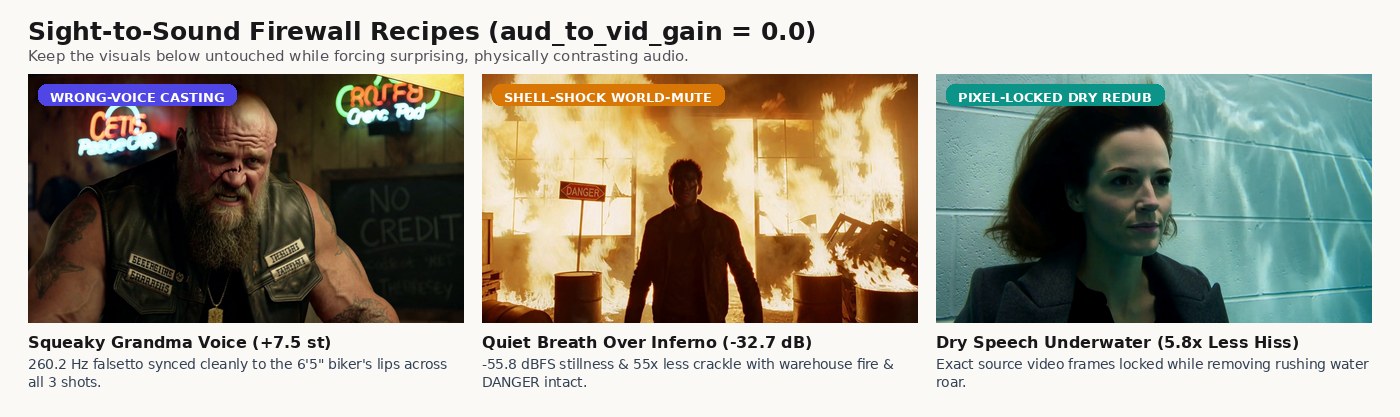 Sight-to-Sound Firewall Recipes (aud_to_vid_gain = 0.0)
Keep the visuals below untouched while forcing surprising, physically contrasting audio.
WRONG-VOICE CASTING
NO
CREDIT
SHELL-SHOCK WORLD-MUTE
DANGER
PIXEL-LOCKED DRY REDUB
Squeaky Grandma Voice (+7.5 st)
260.2 Hz falsetto synced cleanly to the 6'5" biker's lips across
all 3 shots.
Quiet Breath Over Inferno (-32.7 dB)
-55.8 dBFS stillness & 55x less crackle with warehouse fire &
DANGER intact.
Dry Speech Underwater (5.8x Less Hiss)
Exact source video frames locked while removing rushing water
roar.